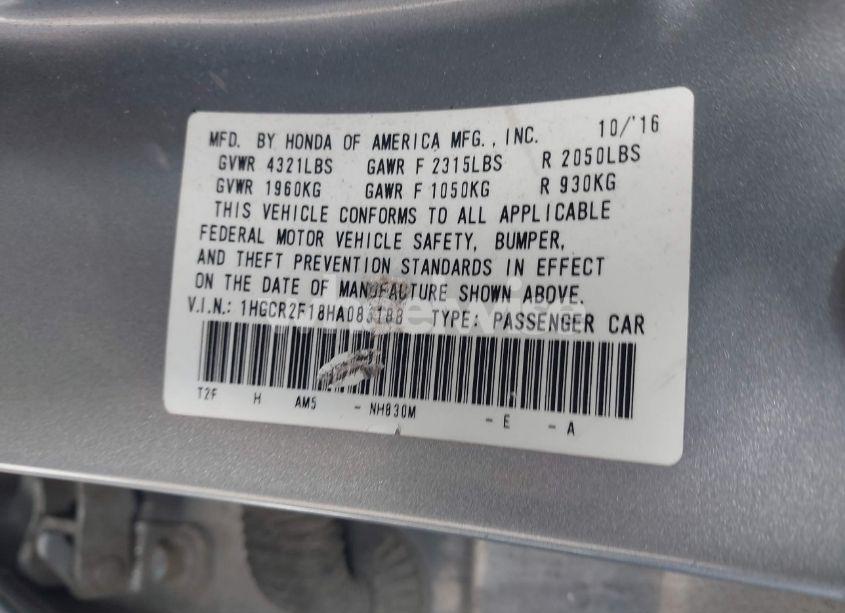 MFD. BY HONDA OF AMERICA MFG., INC. 10/'16
GVWR 4321LBS GAWR F 2315LBS R 2050LBS
GVWR 1960KG GAWR F 1050KG R 930KG
THIS VEHICLE CONFORMS TO ALL APPLICABLE
FEDERAL MOTOR VEHICLE SAFETY, BUMPER,
AND THEFT PREVENTION STANDARDS IN EFFECT
ON THE DATE OF MANUFACTURE SHOWN ABOVE.
V.I.N.: 1HGCR2F18HA083188 TYPE: PASSENGER CAR
T2F H AM5 - NH830M - E - A